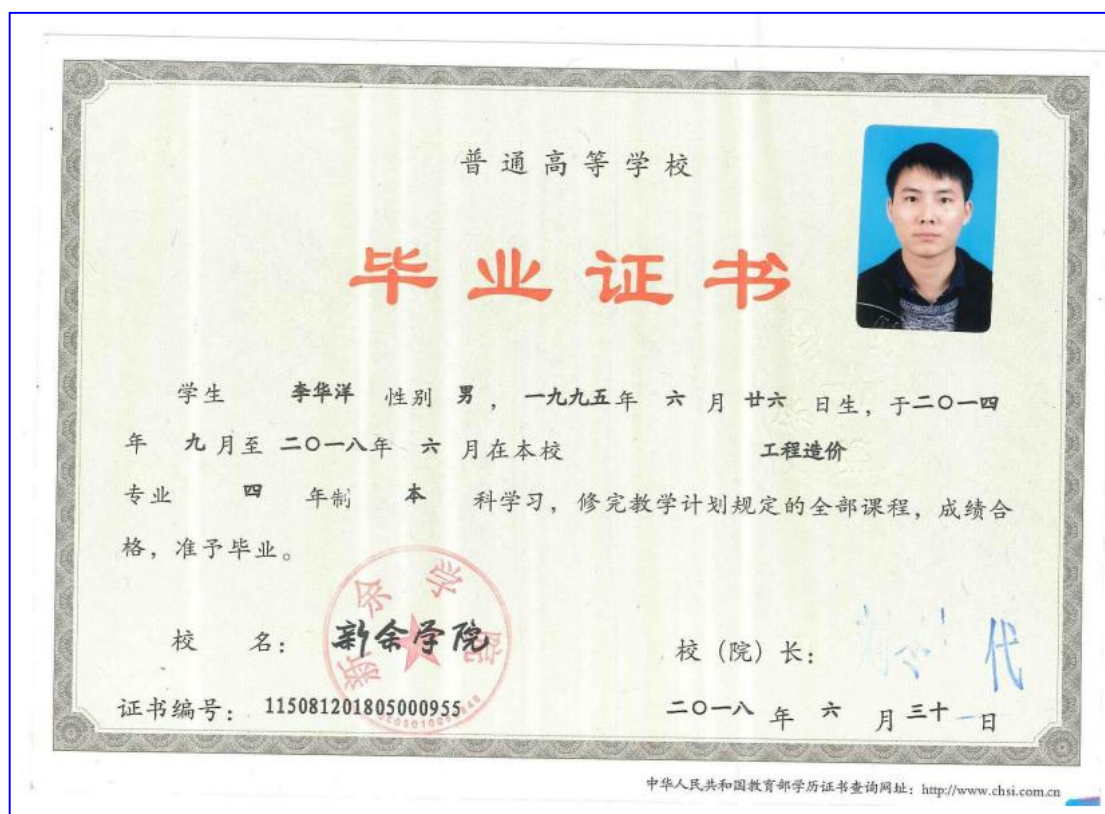 普通高等学校
毕业证书
学生 李华洋 性别 男，一九九五年 六 月 廿六 日生，于二〇一四
年 九 月至 二〇一八年 六 月在本校 工程造价
专业 四 年制 本 科学习，修完教学计划规定的全部课程，成绩合
格，准予毕业。
新余学院
校 名： 新余学院
校（院）长： 代
证书编号： 115081201805000955
二〇一八 年 六 月 三十 日
中华人民共和国教育部学历证书查询网址：http://www.chsi.com.cn